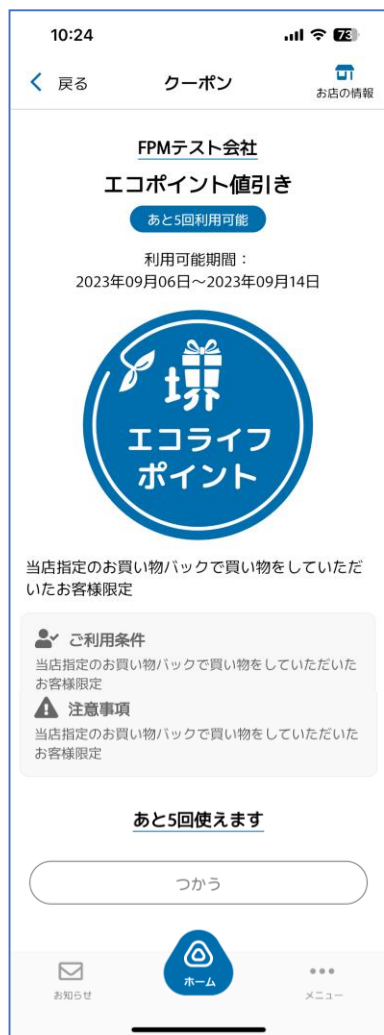 10:24
73
戻る
クーポン
お店の情報
FPMテスト会社
エコポイント値引き
あと5回利用可能
利用可能期間：
2023年09月06日～2023年09月14日
堺
エコライフ
ポイント
当店指定のお買い物バックで買い物をしていただ
いたお客様限定
ご利用条件
当店指定のお買い物バックで買い物をしていただいた
お客様限定
注意事項
当店指定のお買い物バックで買い物をしていただいた
お客様限定
あと5回使えます
つかう
お知らせ
ホーム
メニュー